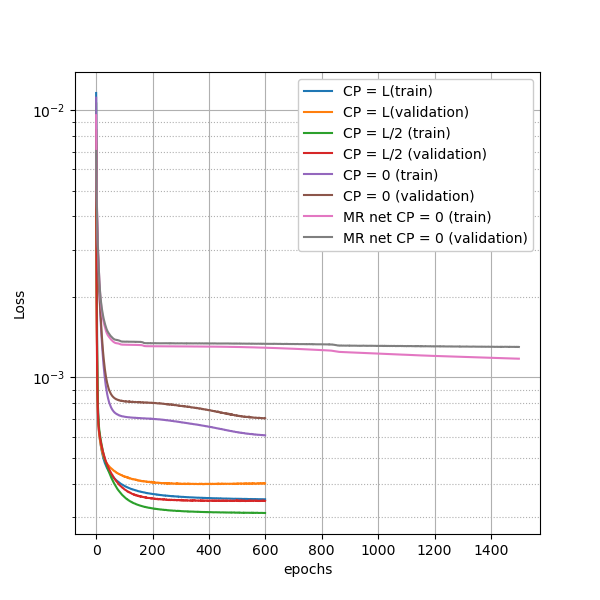 CP = L(train)
CP = L(validation)
CP = L/2 (train)
CP = L/2 (validation)
CP = 0 (train)
CP = 0 (validation)
MR net CP = 0 (train)
MR net CP = 0 (validation)
10⁻²
10⁻³
Loss
0 200 400 600 800 1000 1200 1400
epochs